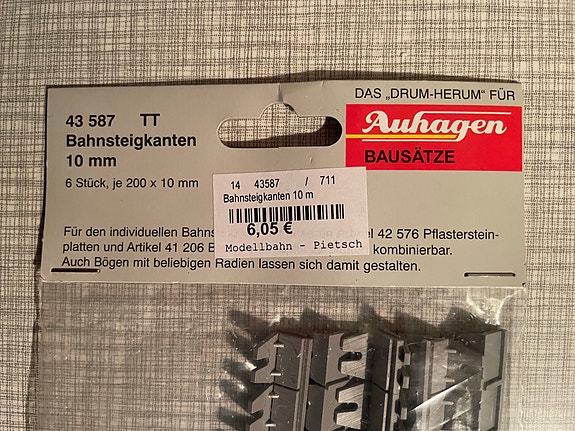 43 587 TT
Bahnsteigkanten
10 mm
6 Stück, je 200 x 10 mm
DAS „DRUM-HERUM“ FÜR
Auhagen
BAUSÄTZE
14 43587 / 711
Bahnsteigkanten 10 m
6,05 €
Modellbahn - Pietsch
Für den individuellen Bahns 42 576 Pflasterstein-
platten und Artikel 41 206 kombinierbar.
Auch Bögen mit beliebigen Radien lassen sich damit gestalten.